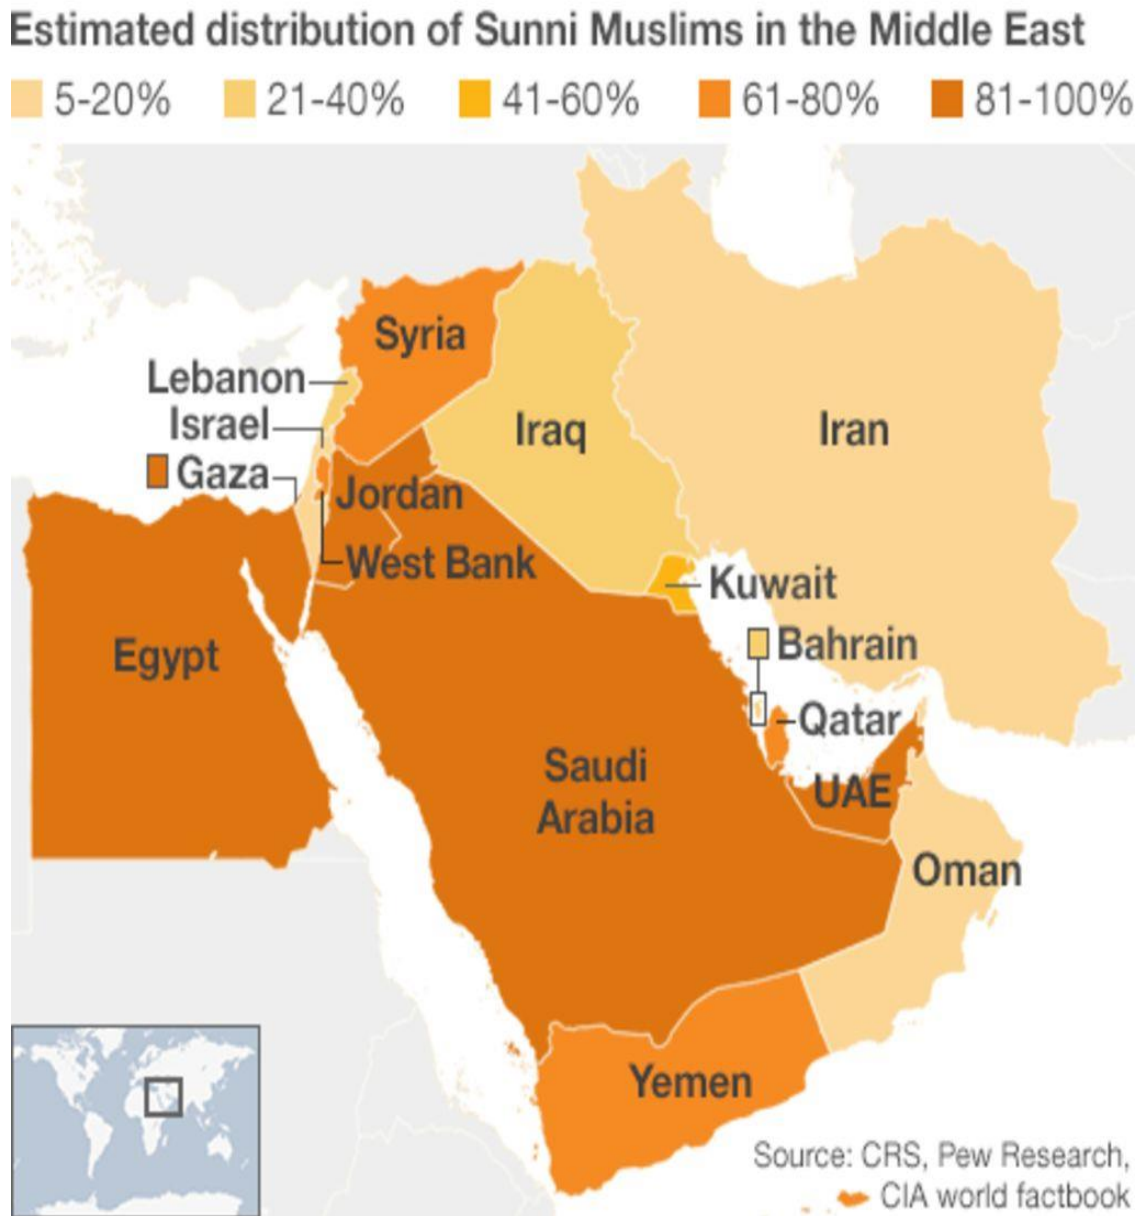 Estimated distribution of Sunni Muslims in the Middle East
5-20% 21-40% 41-60% 61-80% 81-100%
Syria
Lebanon
Israel
Iraq
Iran
Gaza
Jordan
West Bank
Kuwait
Egypt
Bahrain
Qatar
Saudi
Arabia
UAE
Oman
Yemen
Source: CRS, Pew Research,
CIA world factbook